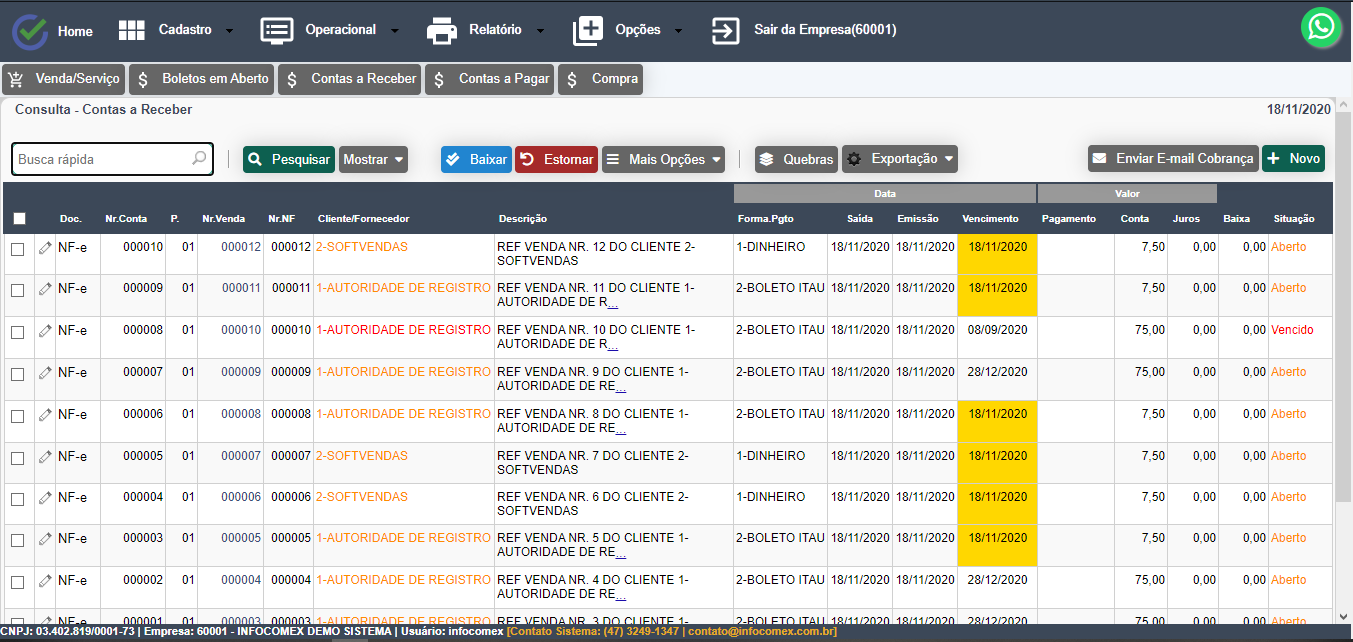 Home Cadastro Operacional Relatório Opções Sair da Empresa(60001)
Venda/Serviço $ Boletos em Aberto $ Contas a Receber $ Contas a Pagar $ Compra
Consulta - Contas a Receber 18/11/2020
Busca rápida Pesquisar Mostrar Baixar Estornar Mais Opções Quebras Exportação Enviar E-mail Cobrança + Novo
Data Valor
Doc. Nr.Conta P. Nr.Venda Nr.NF Cliente/Fornecedor Descrição Forma.Pgto Saída Emissão Vencimento Pagamento Conta Juros Baixa Situação
NF-e 000010 01 000012 000012 2-SOFTVENDAS REF VENDA NR. 12 DO CLIENTE 2- 1-DINHEIRO 18/11/2020 18/11/2020 18/11/2020 7,50 0,00 0,00 Aberto
SOFTVENDAS
NF-e 000009 01 000011 000011 1-AUTORIDADE DE REGISTRO REF VENDA NR. 11 DO CLIENTE 1- 2-BOLETO ITAU 18/11/2020 18/11/2020 18/11/2020 7,50 0,00 0,00 Aberto
AUTORIDADE DE R...
NF-e 000008 01 000010 000010 1-AUTORIDADE DE REGISTRO REF VENDA NR. 10 DO CLIENTE 1- 2-BOLETO ITAU 18/11/2020 18/11/2020 08/09/2020 75,00 0,00 0,00 Vencido
AUTORIDADE DE R...
NF-e 000007 01 000009 000009 1-AUTORIDADE DE REGISTRO REF VENDA NR. 9 DO CLIENTE 1- 2-BOLETO ITAU 18/11/2020 18/11/2020 28/12/2020 75,00 0,00 0,00 Aberto
AUTORIDADE DE RE...
NF-e 000006 01 000008 000008 1-AUTORIDADE DE REGISTRO REF VENDA NR. 8 DO CLIENTE 1- 2-BOLETO ITAU 18/11/2020 18/11/2020 18/11/2020 7,50 0,00 0,00 Aberto
AUTORIDADE DE RE...
NF-e 000005 01 000007 000007 2-SOFTVENDAS REF VENDA NR. 7 DO CLIENTE 2- 1-DINHEIRO 18/11/2020 18/11/2020 18/11/2020 7,50 0,00 0,00 Aberto
SOFTVENDAS
NF-e 000004 01 000006 000006 2-SOFTVENDAS REF VENDA NR. 6 DO CLIENTE 2- 1-DINHEIRO 18/11/2020 18/11/2020 18/11/2020 7,50 0,00 0,00 Aberto
SOFTVENDAS
NF-e 000003 01 000005 000005 1-AUTORIDADE DE REGISTRO REF VENDA NR. 5 DO CLIENTE 1- 2-BOLETO ITAU 18/11/2020 18/11/2020 18/11/2020 7,50 0,00 0,00 Aberto
AUTORIDADE DE RE...
NF-e 000002 01 000004 000004 1-AUTORIDADE DE REGISTRO REF VENDA NR. 4 DO CLIENTE 1- 2-BOLETO ITAU 18/11/2020 18/11/2020 28/12/2020 75,00 0,00 0,00 Aberto
AUTORIDADE DE RE...
NF-e 000001 01 000003 000003 1-AUTORIDADE DE REGISTRO REF VENDA NR. 3 DO CLIENTE 1- 2-BOLETO ITAU 18/11/2020 18/11/2020 28/12/2020 75,00 0,00 0,00 Aberto
CNPJ: 03.402.819/0001-73 | Empresa: 60001 - INFOCOMEX DEMO SISTEMA | Usuário: infocomex [Contato Sistema: (47) 3249-1347 | contato@infocomex.com.br]